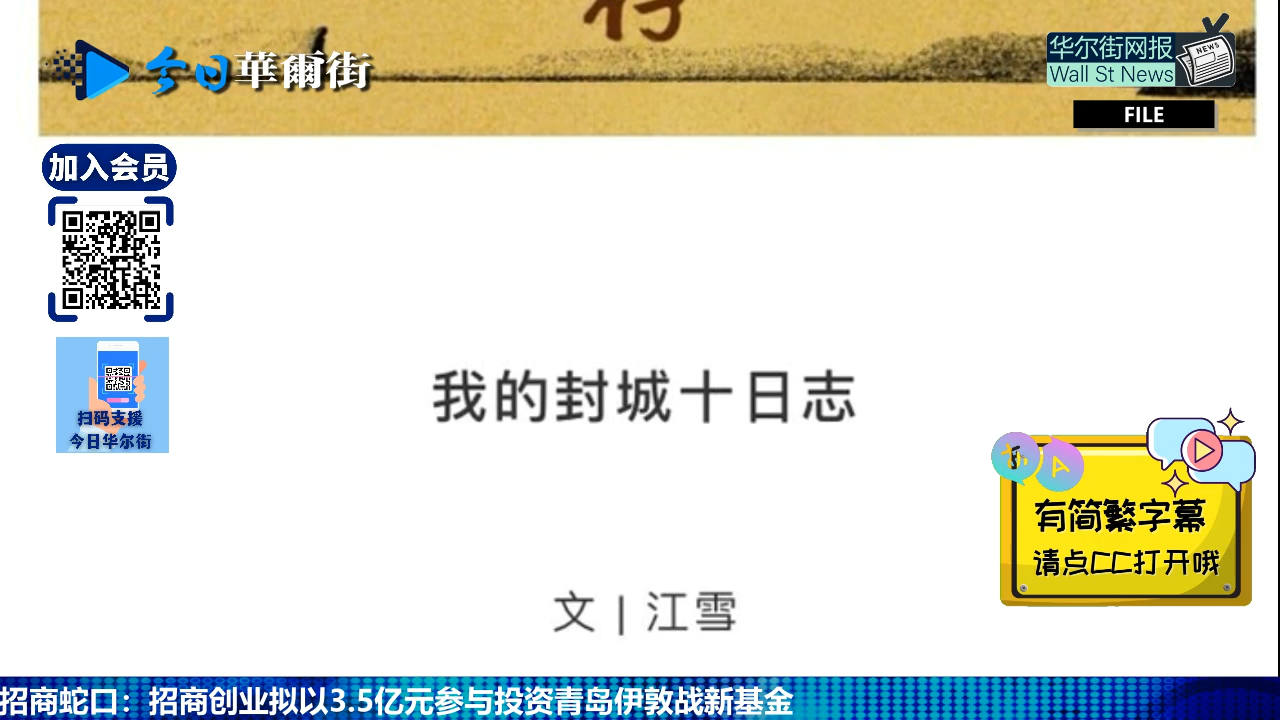 行
今日華爾街
华尔街网报
Wall St News
NEWS
FILE
加入会员
扫码支援
今日华尔街
我的封城十日志
A
有简繁字幕
请点CC打开哦
文 | 江雪
招商蛇口：招商创业拟以3.5亿元参与投资青岛伊敦战新基金